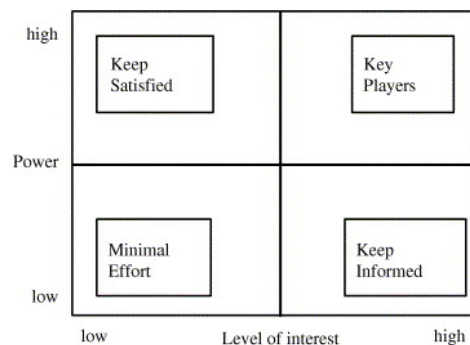 high
Keep
Satisfied
Key
Players
Power
Minimal
Effort
Keep
Informed
low
low
Level of interest
high